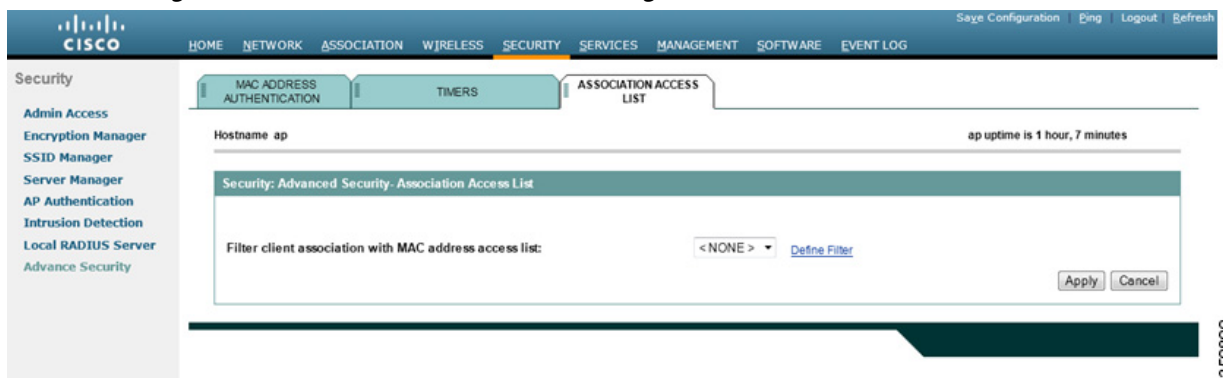 Save Configuration | Ping | Logout | Refresh
CISCO
HOME NETWORK ASSOCIATION WIRELESS SECURITY SERVICES MANAGEMENT SOFTWARE EVENT LOG
Security
Admin Access
Encryption Manager
SSID Manager
Server Manager
AP Authentication
Intrusion Detection
Local RADIUS Server
Advance Security
MAC ADDRESS
AUTHENTICATION
TIMERS
ASSOCIATION ACCESS
LIST
Hostname ap
ap uptime is 1 hour, 7 minutes
Security: Advanced Security- Association Access List
Filter client association with MAC address access list:
< NONE >
Define Filter
Apply
Cancel